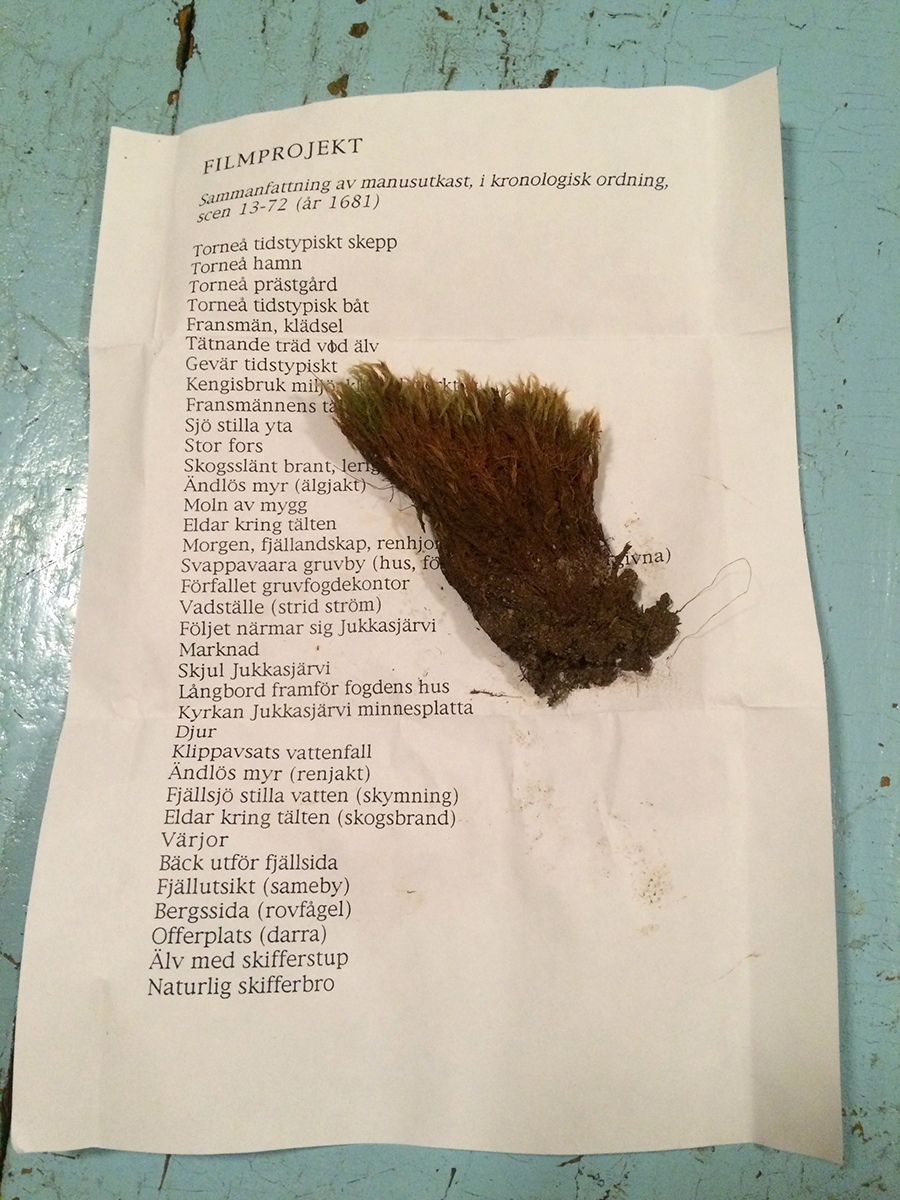 FILMPROJEKT
Sammanfattning av manusutkast, i kronologisk ordning,
scen 13-72 (år 1681)
Torneå tidstypiskt skepp
Torneå hamn
Torneå prästgård
Torneå tidstypisk båt
Fransmän, klädsel
Tätnande träd vid älv
Gevär tidstypiskt
Kengisbruk
Fransmännens
Sjö stilla yta
Stor fors
Skogsslänt brant,
Ändlös myr (älgjakt)
Moln av mygg
Eldar kring tälten
Morgen, fjällandskap,
Svappavaara gruvby (hus,
Förfallet gruvfogdekontor
Vadställe (strid ström)
Följet närmar sig Jukkasjärvi
Marknad
Skjul Jukkasjärvi
Långbord framför fogdens hus
Kyrkan Jukkasjärvi minnesplatta
Djur
Klippavsats vattenfall
Ändlös myr (renjakt)
Fjällsjö stilla vatten (skymning)
Eldar kring tälten (skogsbrand)
Värjor
Bäck utför fjällsida
Fjällutsikt (sameby)
Bergssida (rovfågel)
Offerplats (darra)
Älv med skifferstup
Naturlig skifferbro